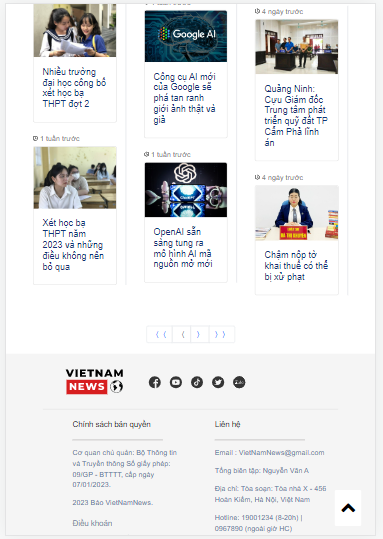 Nhiều trường
đại học công bố
xét học bạ
THPT đợt 2
1 tuần trước
Xét học bạ
THPT năm
2023 và những
điều không nên
bỏ qua
Google AI
Công cụ AI mới
của Google sẽ
phá tan ranh
giới ảnh thật và
giả
1 tuần trước
OpenAI sẵn
sàng tung ra
mô hình AI mã
nguồn mở mới
4 ngày trước
Quảng Ninh:
Cựu Giám đốc
Trung tâm phát
triển quỹ đất TP
Cẩm Phả lĩnh
án
4 ngày trước
Chậm nộp tờ
khai thuế có thể
bị xử phạt
⟨⟨ ⟨ ⟩ ⟩⟩
VIETNAM
NEWS
Chính sách bản quyền
Cơ quan chủ quản: Bộ Thông tin
và Truyền thông Số giấy phép:
09/GP - BTTTT, cấp ngày
07/01/2023.
2023 Báo VietNamNews.
Điều khoản
Liên hệ
Email : VietNamNews@gmail.com
Tổng biên tập: Nguyễn Văn A
Địa chỉ: Tòa soạn: Tòa nhà X - 456
Hoàn Kiếm, Hà Nội, Việt Nam
Hotline: 19001234 (8-20h) |
0967890 (ngoài giờ HC)